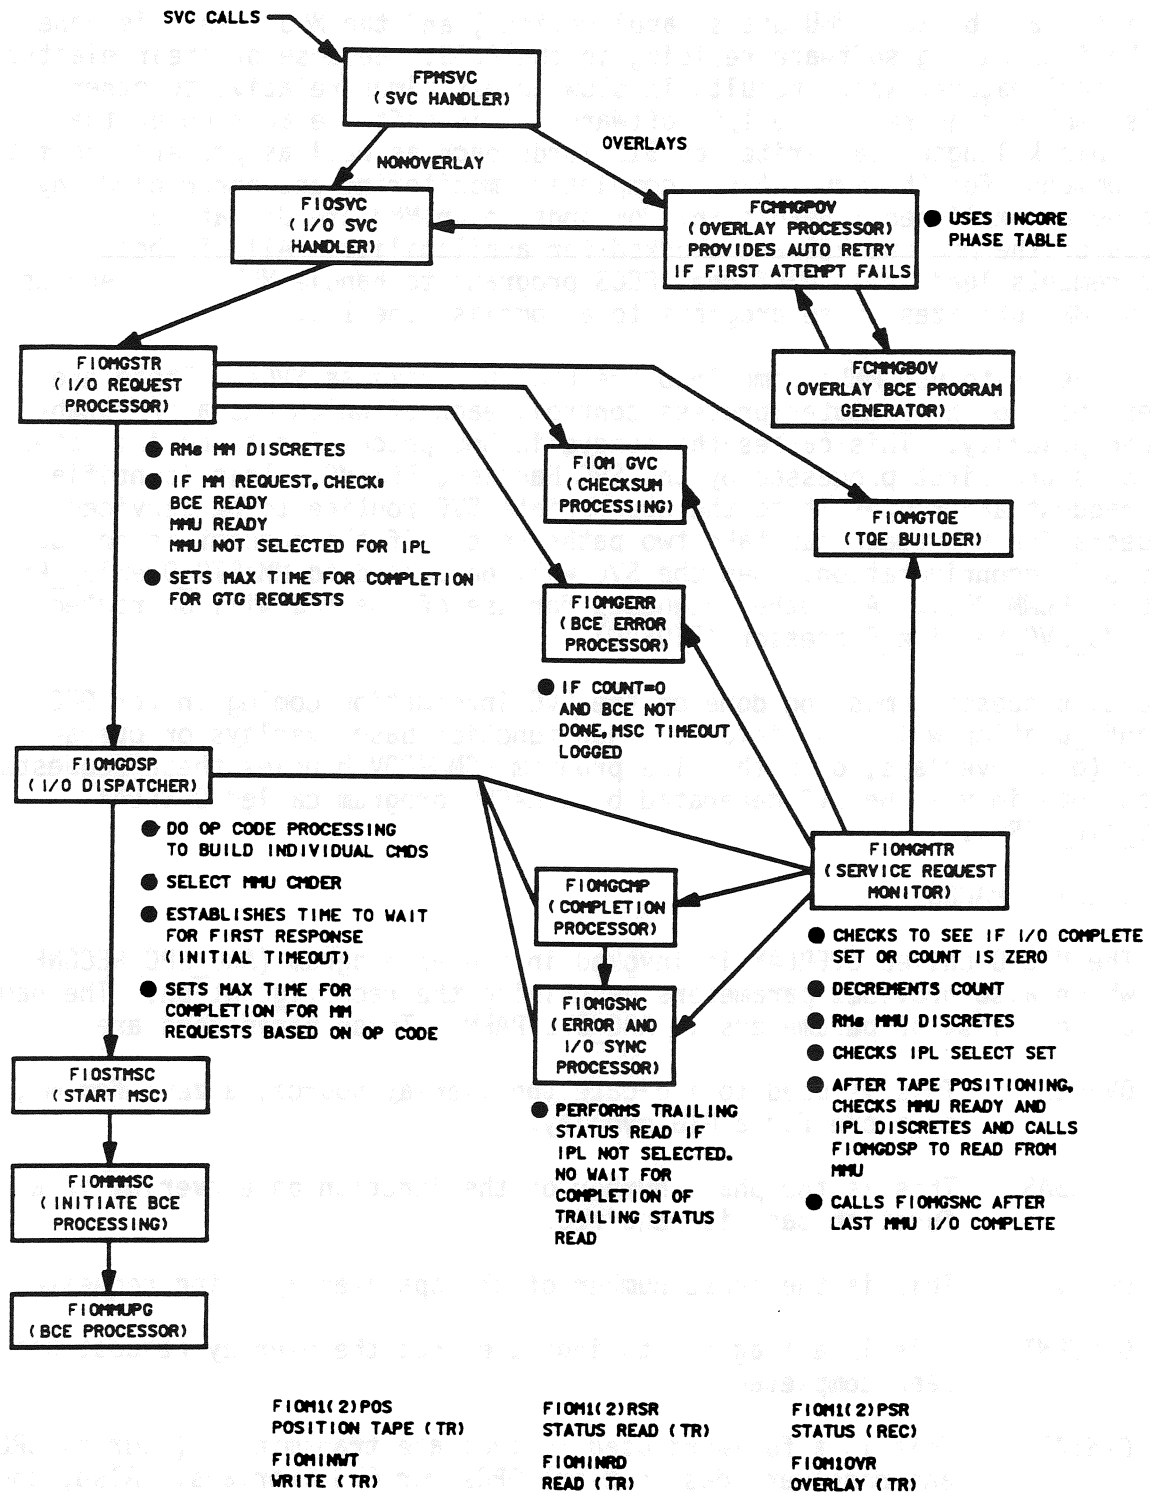 SVC CALLS
FPMSVC
(SVC HANDLER)
OVERLAYS
NONOVERLAY
FIOSVC
(I/O SVC
HANDLER)
FCMMGPOV
(OVERLAY PROCESSOR)
PROVIDES AUTO RETRY
IF FIRST ATTEMPT FAILS
● USES INCORE
PHASE TABLE
FIOMGSTR
(I/O REQUEST
PROCESSOR)
FCMMGBOV
(OVERLAY BCE PROGRAM
GENERATOR)
● RMs MM DISCRETES
● IF MM REQUEST, CHECK:
BCE READY
MMU READY
MMU NOT SELECTED FOR IPL
● SETS MAX TIME FOR COMPLETION
FOR GTG REQUESTS
FIOM GVC
(CHECKSUM
PROCESSING)
FIOMGTQE
(TQE BUILDER)
FIOMGERR
(BCE ERROR
PROCESSOR)
● IF COUNT=0
AND BCE NOT
DONE, MSC TIMEOUT
LOGGED
FIOMGDSP
(I/O DISPATCHER)
● DO OP CODE PROCESSING
TO BUILD INDIVIDUAL CMDS
● SELECT MMU CMDER
● ESTABLISHES TIME TO WAIT
FOR FIRST RESPONSE
(INITIAL TIMEOUT)
● SETS MAX TIME FOR
COMPLETION FOR MM
REQUESTS BASED ON OP CODE
FIOMGCMP
(COMPLETION
PROCESSOR)
FIOMGMTR
(SERVICE REQUEST
MONITOR)
● CHECKS TO SEE IF I/O COMPLETE
SET OR COUNT IS ZERO
● DECREMENTS COUNT
● RMs MMU DISCRETES
● CHECKS IPL SELECT SET
● AFTER TAPE POSITIONING,
CHECKS MMU READY AND
IPL DISCRETES AND CALLS
FIOMGDSP TO READ FROM
MMU
● CALLS FIOMGSNC AFTER
LAST MMU I/O COMPLETE
FIOMGSNC
(ERROR AND
I/O SYNC
PROCESSOR)
● PERFORMS TRAILING
STATUS READ IF
IPL NOT SELECTED.
NO WAIT FOR
COMPLETION OF
TRAILING STATUS
READ
FIOSTMSC
(START MSC)
FIOMMMSC
(INITIATE BCE
PROCESSING)
FIOMMUPG
(BCE PROCESSOR)
FIOM1(2)POS
POSITION TAPE (TR)
FIOM1(2)RSR
STATUS READ (TR)
FIOM1(2)PSR
STATUS (REC)
FIOMINWT
WRITE (TR)
FIOMINRD
READ (TR)
FIOM1OVR
OVERLAY (TR)